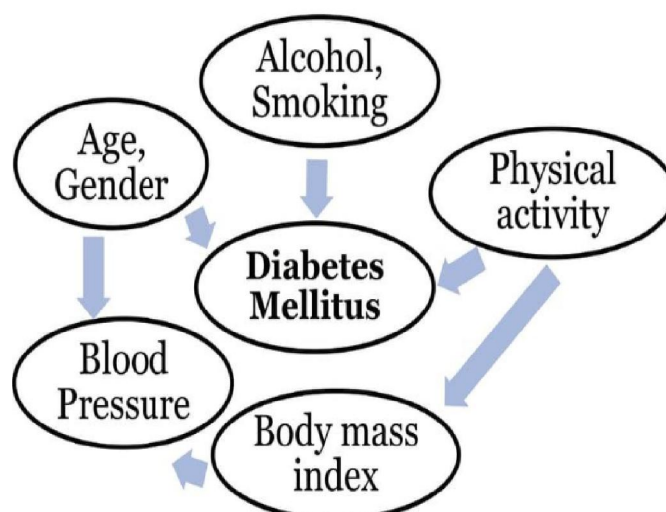 Alcohol,
Smoking
Age,
Gender
Physical
activity
Diabetes
Mellitus
Blood
Pressure
Body mass
index